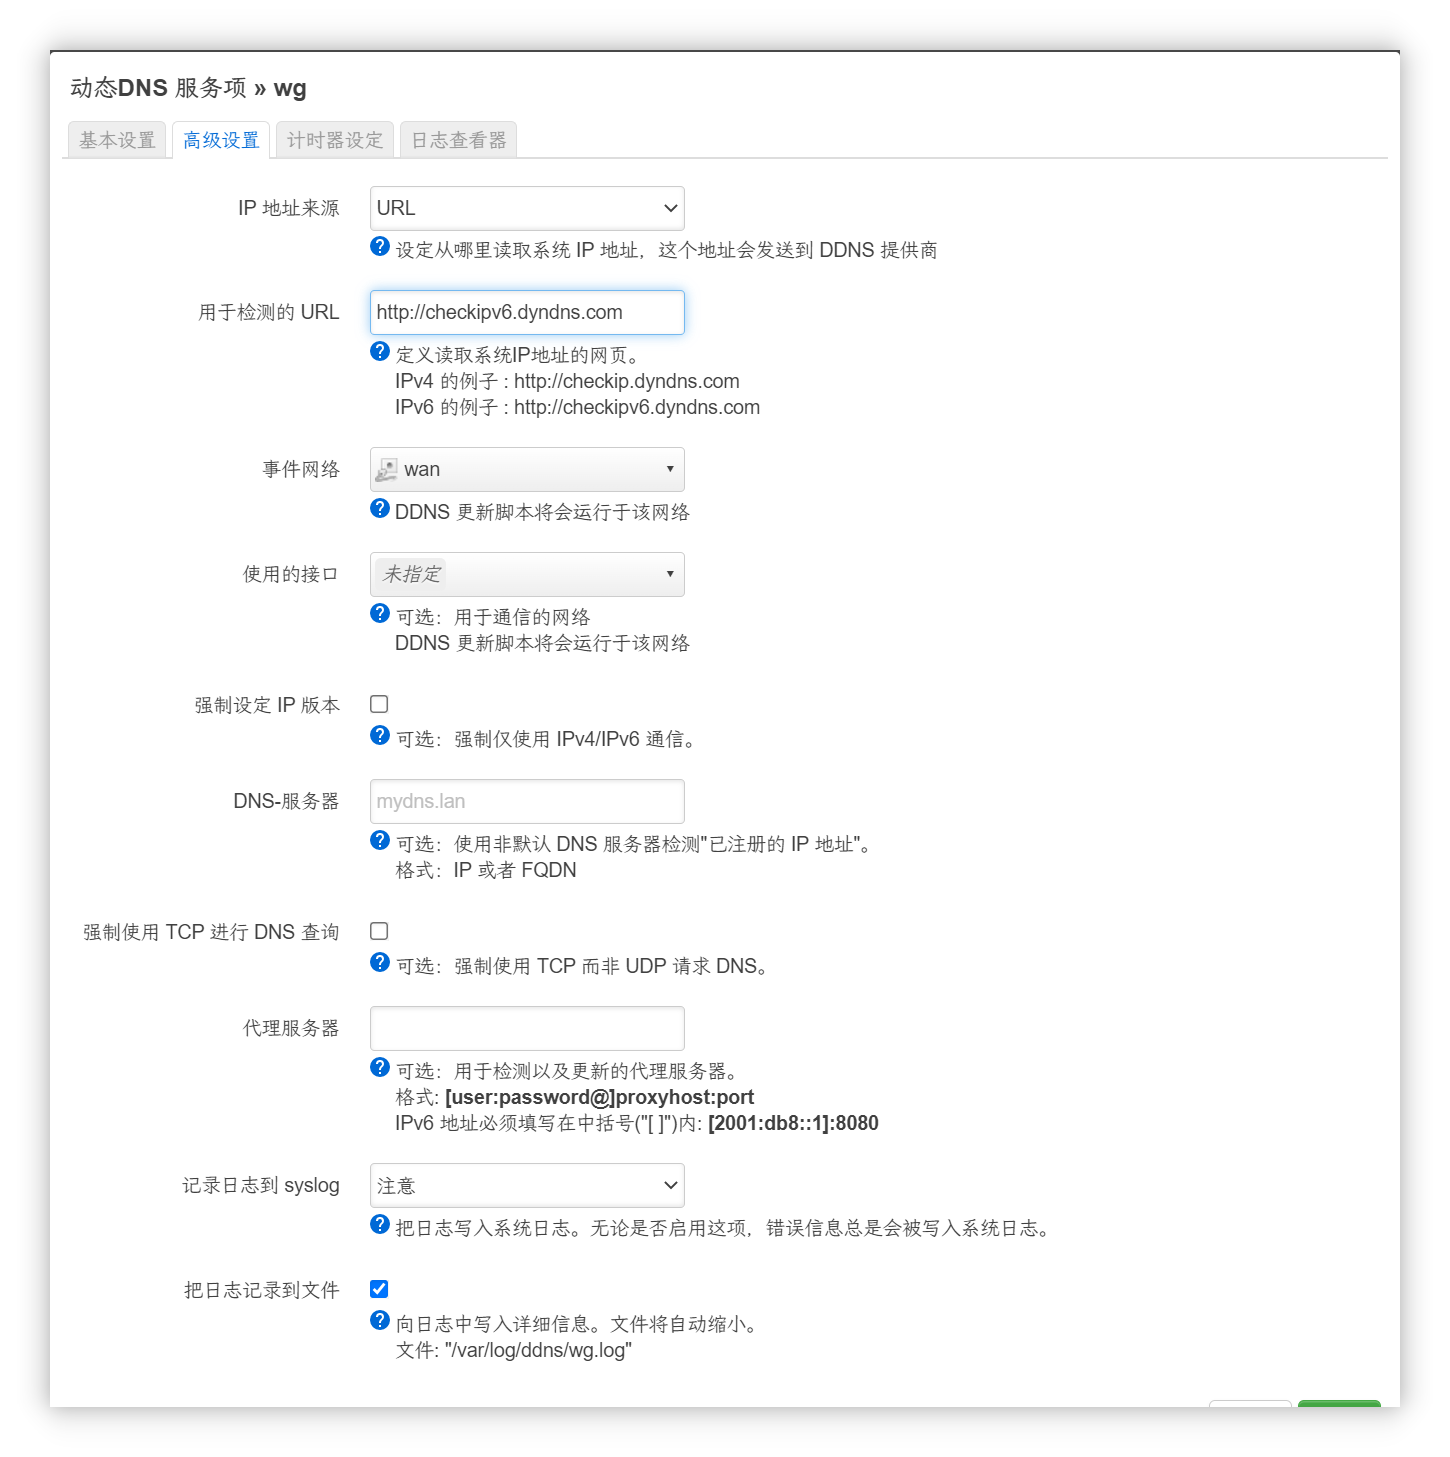 动态DNS 服务项 » wg
基本设置 高级设置 计时器设定 日志查看器
IP 地址来源 URL
设定从哪里读取系统 IP 地址，这个地址会发送到 DDNS 提供商
用于检测的 URL http://checkipv6.dyndns.com
定义读取系统IP地址的网页。
IPv4 的例子 : http://checkip.dyndns.com
IPv6 的例子 : http://checkipv6.dyndns.com
事件网络 wan
DDNS 更新脚本将会运行于该网络
使用的接口 未指定
可选：用于通信的网络
DDNS 更新脚本将会运行于该网络
强制设定 IP 版本
可选：强制仅使用 IPv4/IPv6 通信。
DNS-服务器 mydns.lan
可选：使用非默认 DNS 服务器检测"已注册的 IP 地址"。
格式：IP 或者 FQDN
强制使用 TCP 进行 DNS 查询
可选：强制使用 TCP 而非 UDP 请求 DNS。
代理服务器
可选：用于检测以及更新的代理服务器。
格式: [user:password@]proxyhost:port
IPv6 地址必须填写在中括号("[ ]")内: [2001:db8::1]:8080
记录日志到 syslog 注意
把日志写入系统日志。无论是否启用这项，错误信息总是会被写入系统日志。
把日志记录到文件
向日志中写入详细信息。文件将自动缩小。
文件: "/var/log/ddns/wg.log"